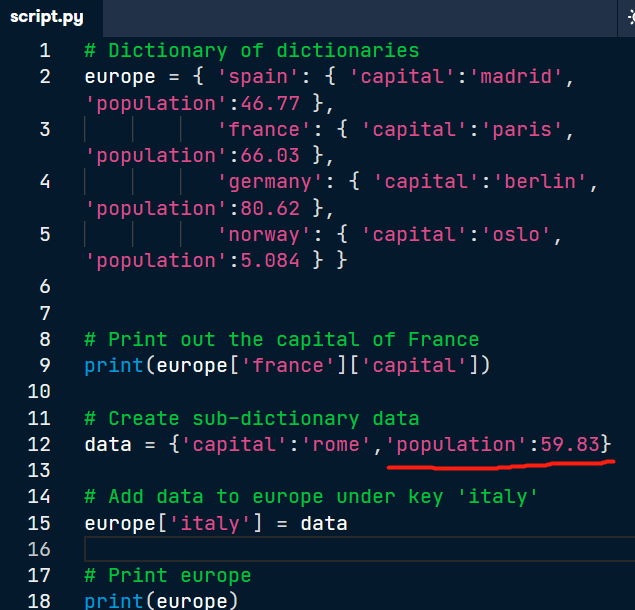 script.py
1 # Dictionary of dictionaries
2 europe = { 'spain': { 'capital':'madrid',
'population':46.77 },
3 'france': { 'capital':'paris',
'population':66.03 },
4 'germany': { 'capital':'berlin',
'population':80.62 },
5 'norway': { 'capital':'oslo',
'population':5.084 } }
6
7
8 # Print out the capital of France
9 print(europe['france']['capital'])
10
11 # Create sub-dictionary data
12 data = {'capital':'rome','population':59.83}
13
14 # Add data to europe under key 'italy'
15 europe['italy'] = data
16
17 # Print europe
18 print(europe)